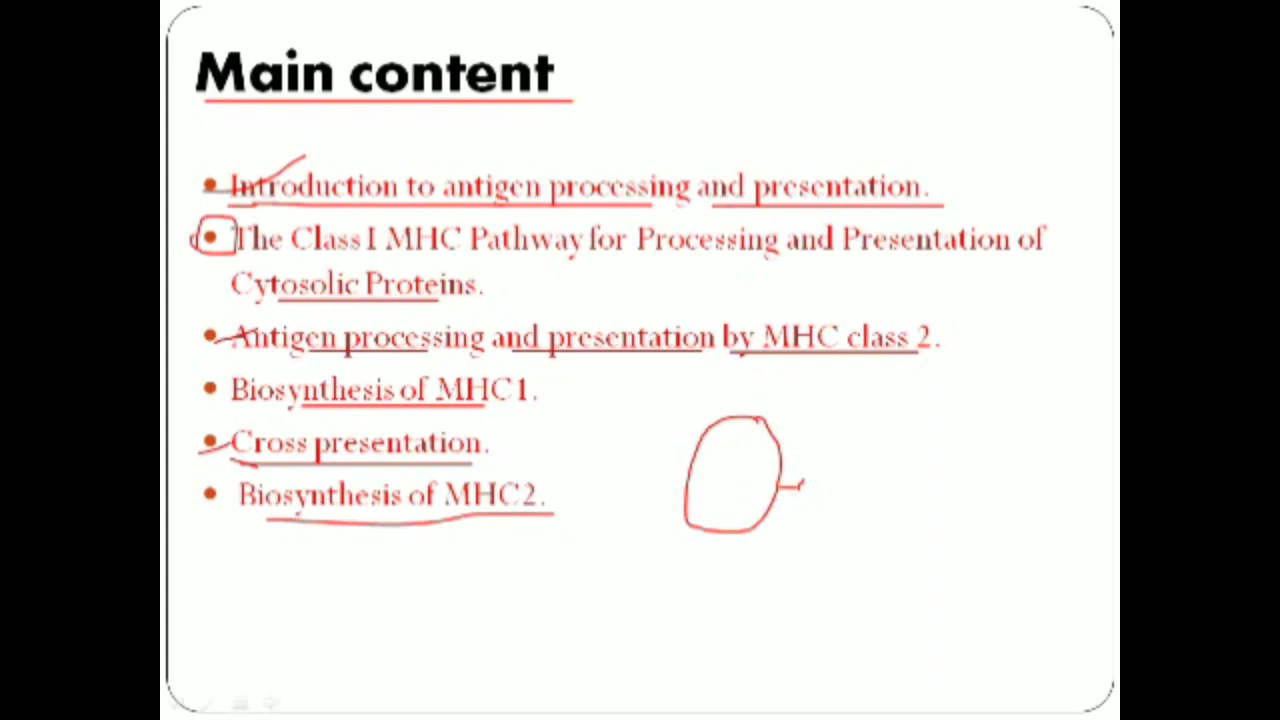 Main content
Introduction to antigen processing and presentation.
The Class I MHC Pathway for Processing and Presentation of
Cytosolic Proteins.
Antigen processing and presentation by MHC class 2.
Biosynthesis of MHC1.
Cross presentation.
Biosynthesis of MHC2.